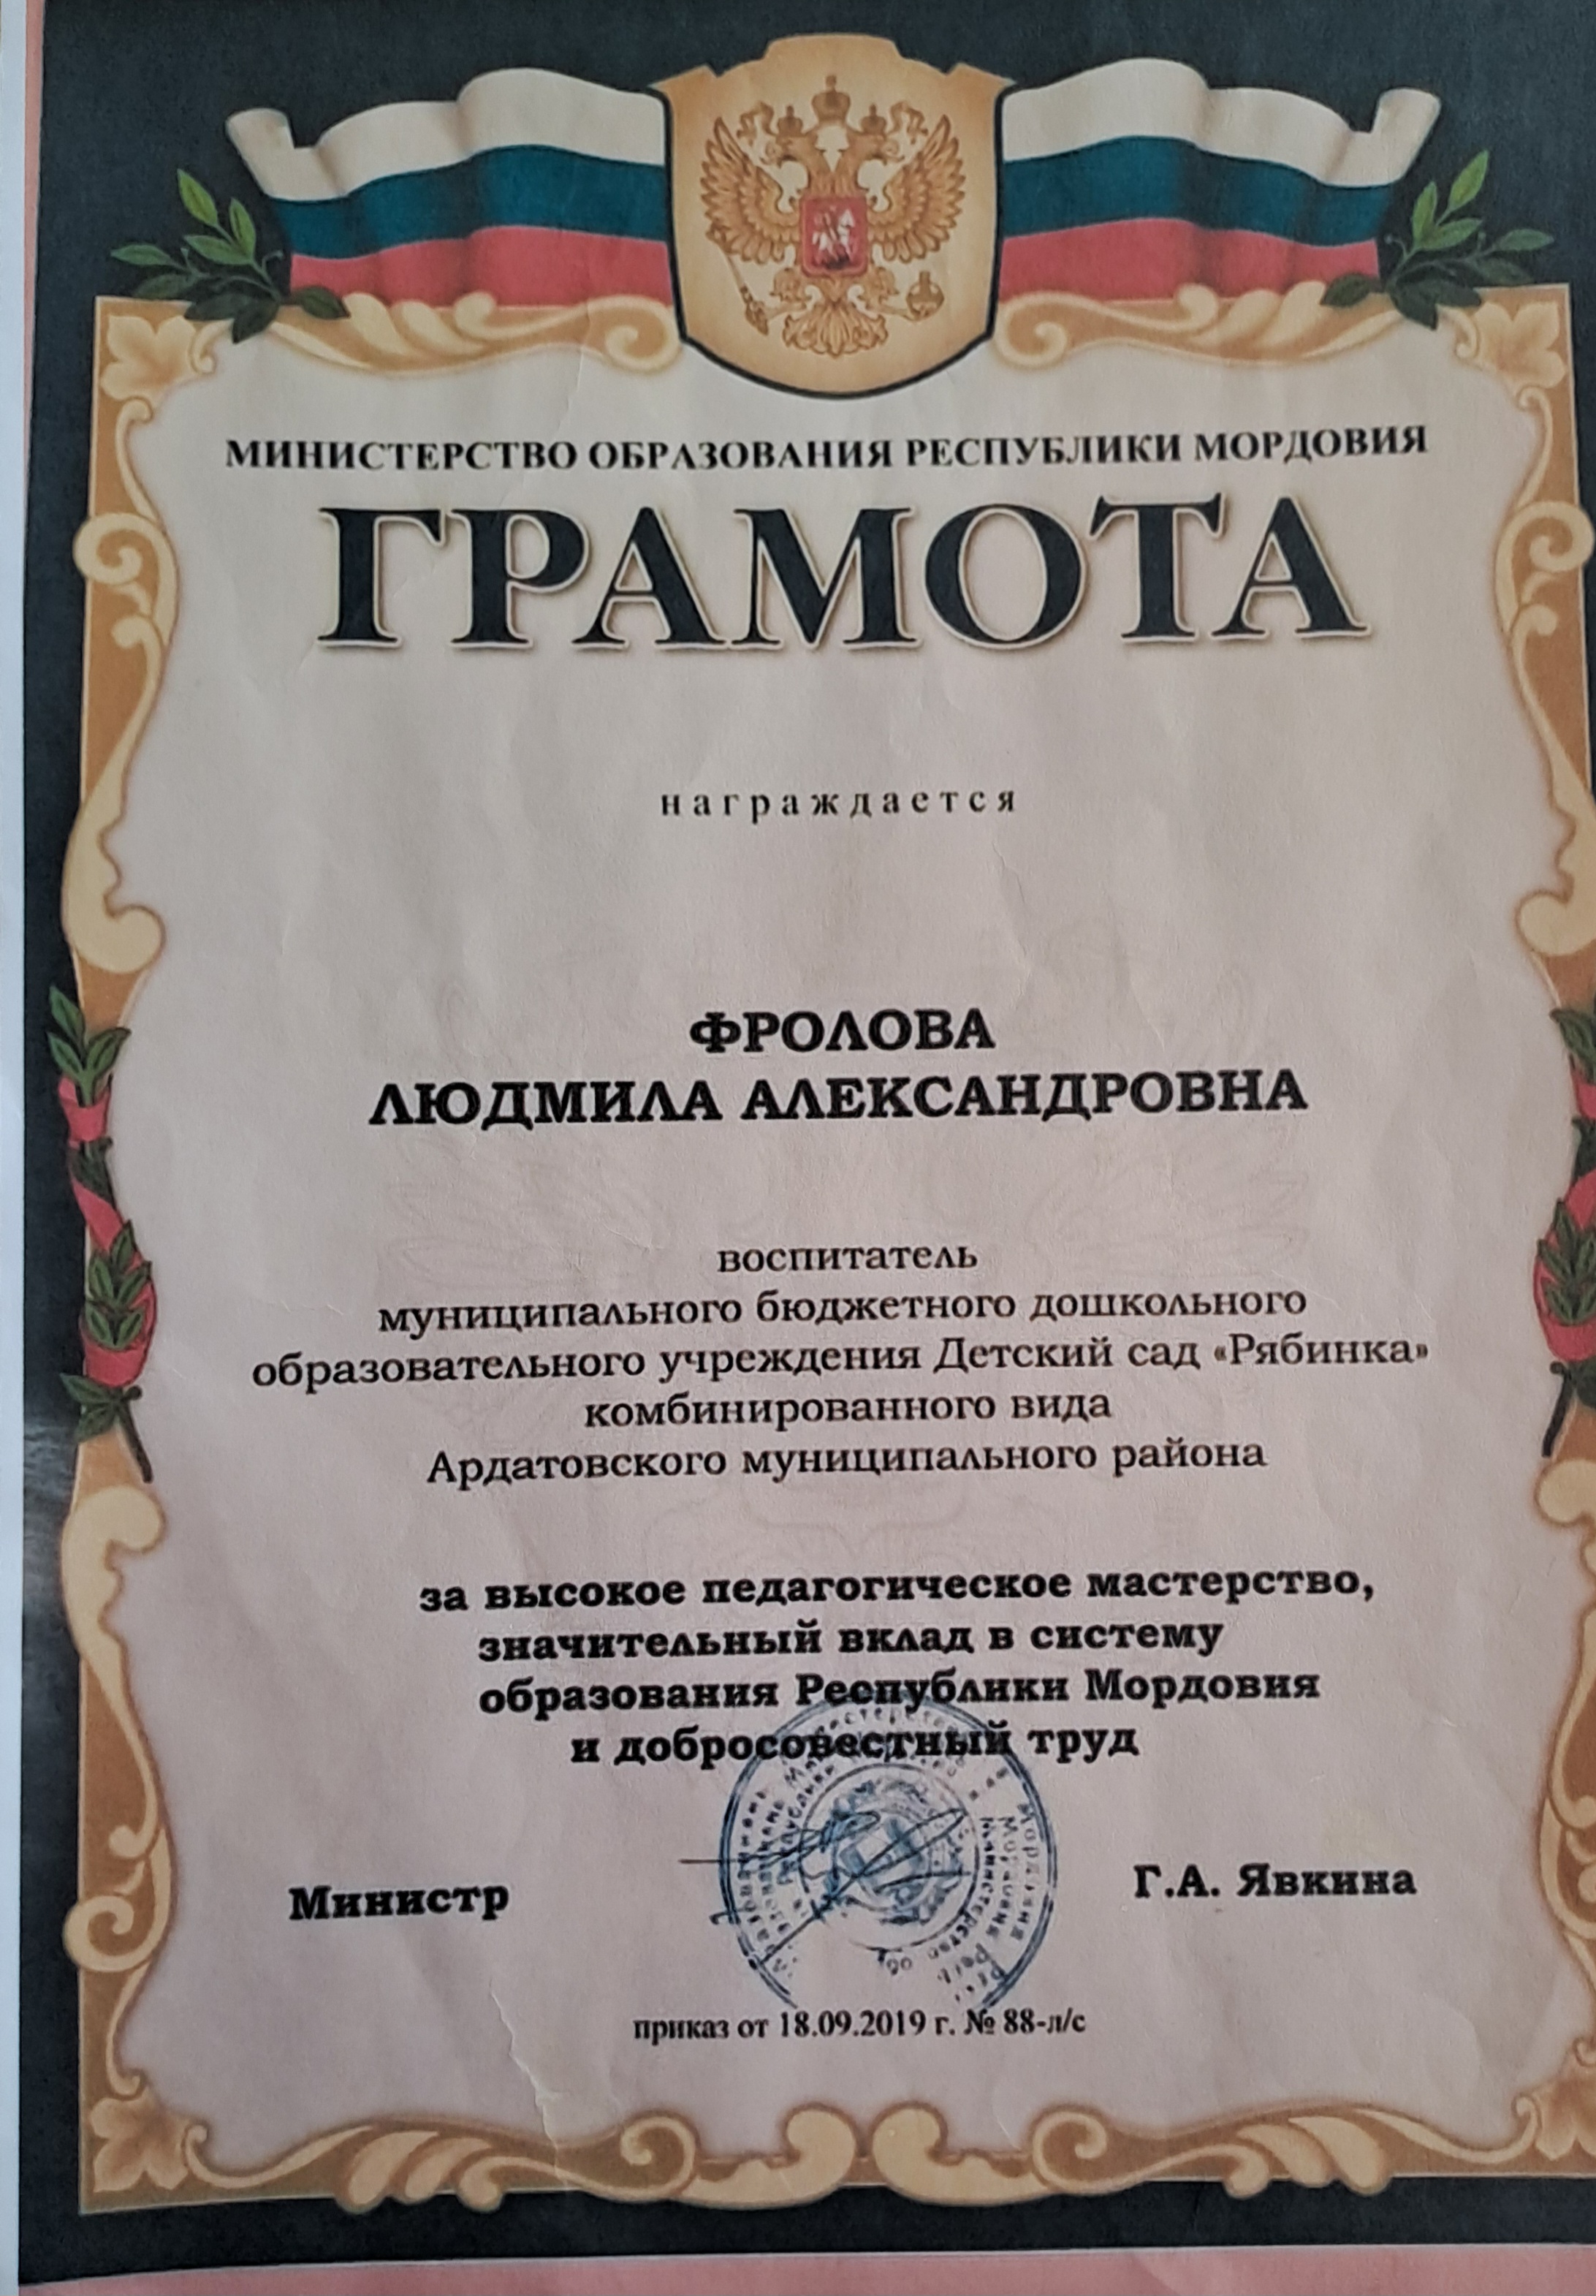 МИНИСТЕРСТВО ОБРАЗОВАНИЯ РЕСПУБЛИКИ МОРДОВИЯ
ГРАМОТА
награждается
ФРОЛОВА
ЛЮДМИЛА АЛЕКСАНДРОВНА
воспитатель
муниципального бюджетного дошкольного
образовательного учреждения Детский сад «Рябинка»
комбинированного вида
Ардатовского муниципального района
за высокое педагогическое мастерство,
значительный вклад в систему
образования Республики Мордовия
и добросовестный труд
Министр
Г.А. Явкина
приказ от 18.09.2019 г. № 88-л/с